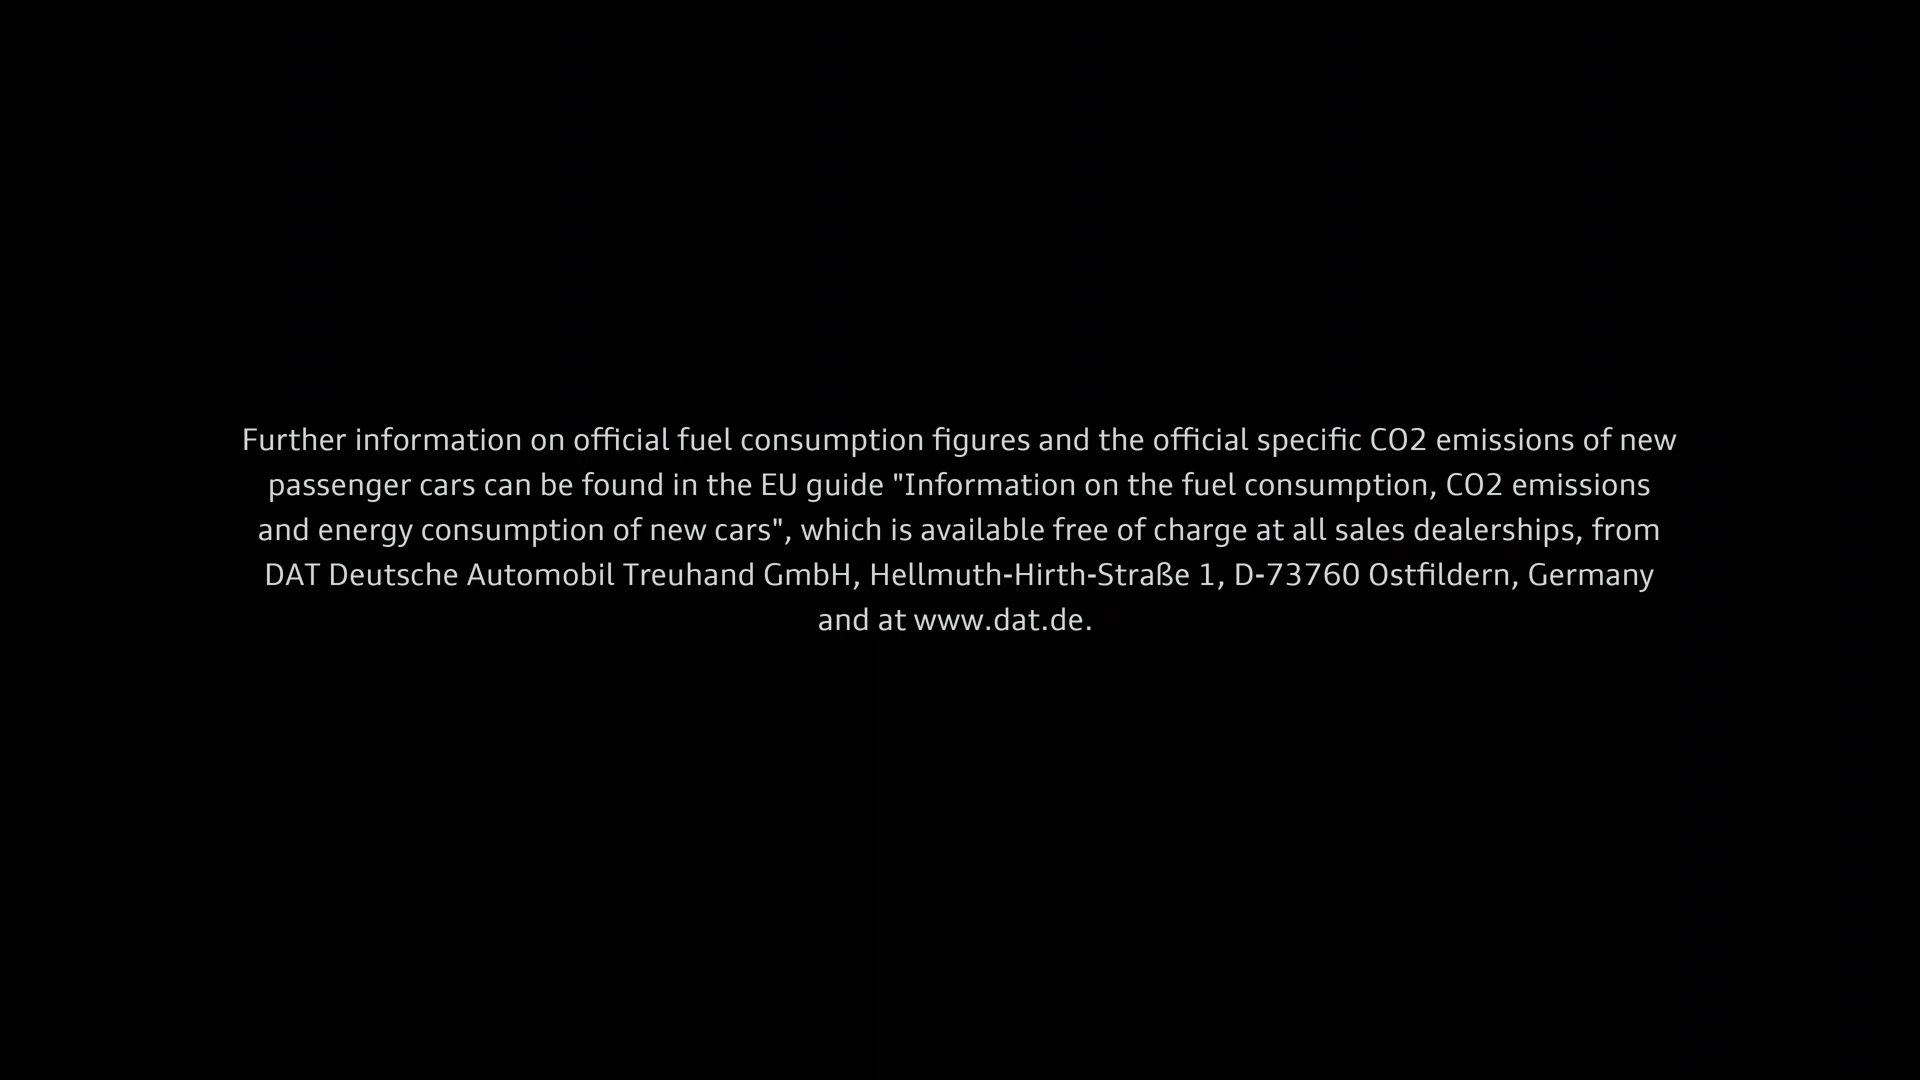 Further information on official fuel consumption figures and the official specific CO2 emissions of new
passenger cars can be found in the EU guide "Information on the fuel consumption, CO2 emissions
and energy consumption of new cars", which is available free of charge at all sales dealerships, from
DAT Deutsche Automobil Treuhand GmbH, Hellmuth-Hirth-Straße 1, D-73760 Ostfildern, Germany
and at www.dat.de.